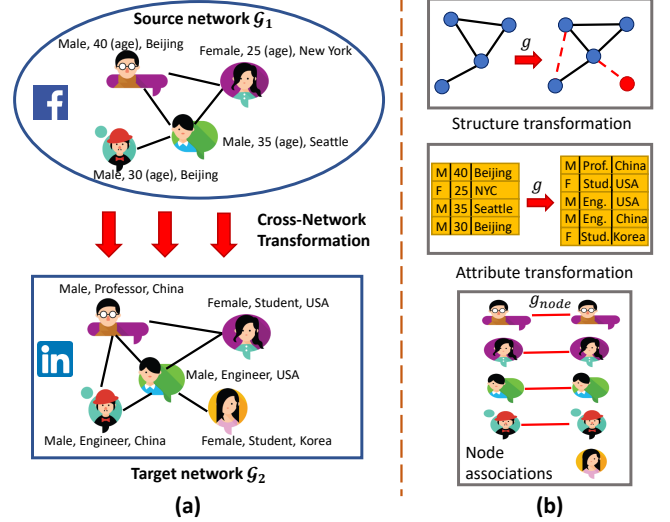 Source network 𝒢₁
Male, 40 (age), Beijing
Female, 25 (age), New York
f
Male, 35 (age), Seattle
Male, 30 (age), Beijing
Cross-Network
Transformation
Male, Professor, China
Female, Student, USA
in
Male, Engineer, USA
Male, Engineer, China
Female, Student, Korea
Target network 𝒢₂
(a)
g
Structure transformation
M 40 Beijing
F 25 NYC
M 35 Seattle
M 30 Beijing
g
M Prof. China
F Stud. USA
M Eng. USA
M Eng. China
F Stud. Korea
Attribute transformation
g_node
Node
associations
(b)